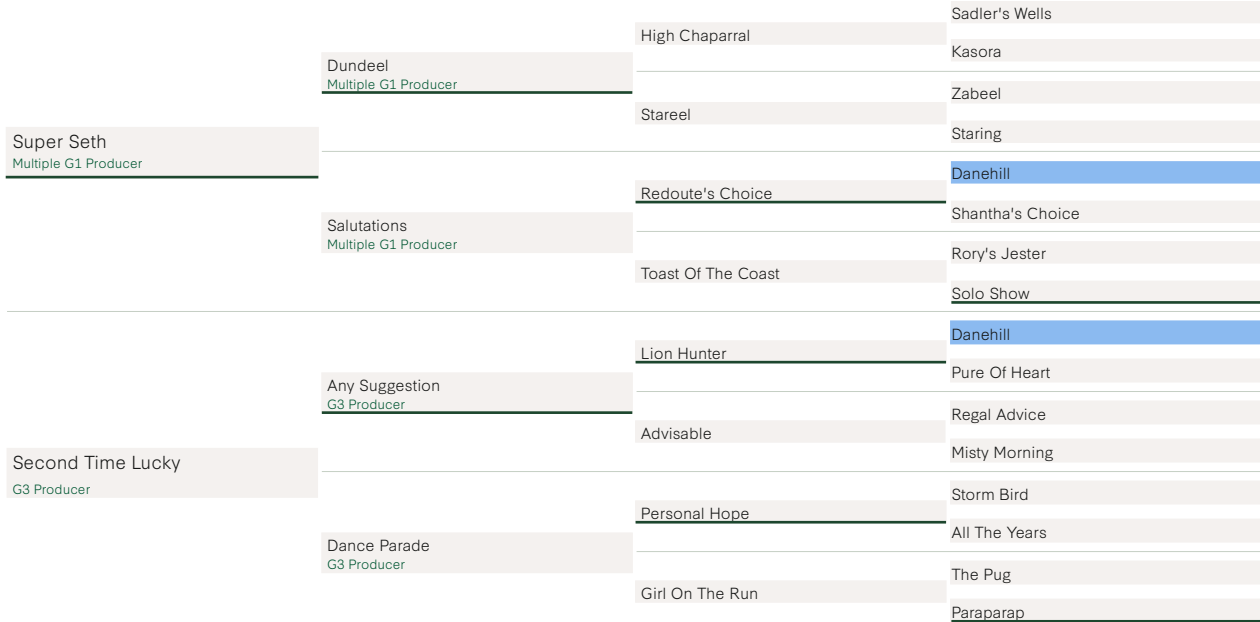 Super Seth
Multiple G1 Producer
Second Time Lucky
G3 Producer
Dundeel
Multiple G1 Producer
Salutations
Multiple G1 Producer
Any Suggestion
G3 Producer
Dance Parade
G3 Producer
High Chaparral
Stareel
Redoute's Choice
Toast Of The Coast
Lion Hunter
Advisable
Personal Hope
Girl On The Run
Sadler's Wells
Kasora
Zabeel
Staring
Danehill
Shantha's Choice
Rory's Jester
Solo Show
Danehill
Pure Of Heart
Regal Advice
Misty Morning
Storm Bird
All The Years
The Pug
Paraparap